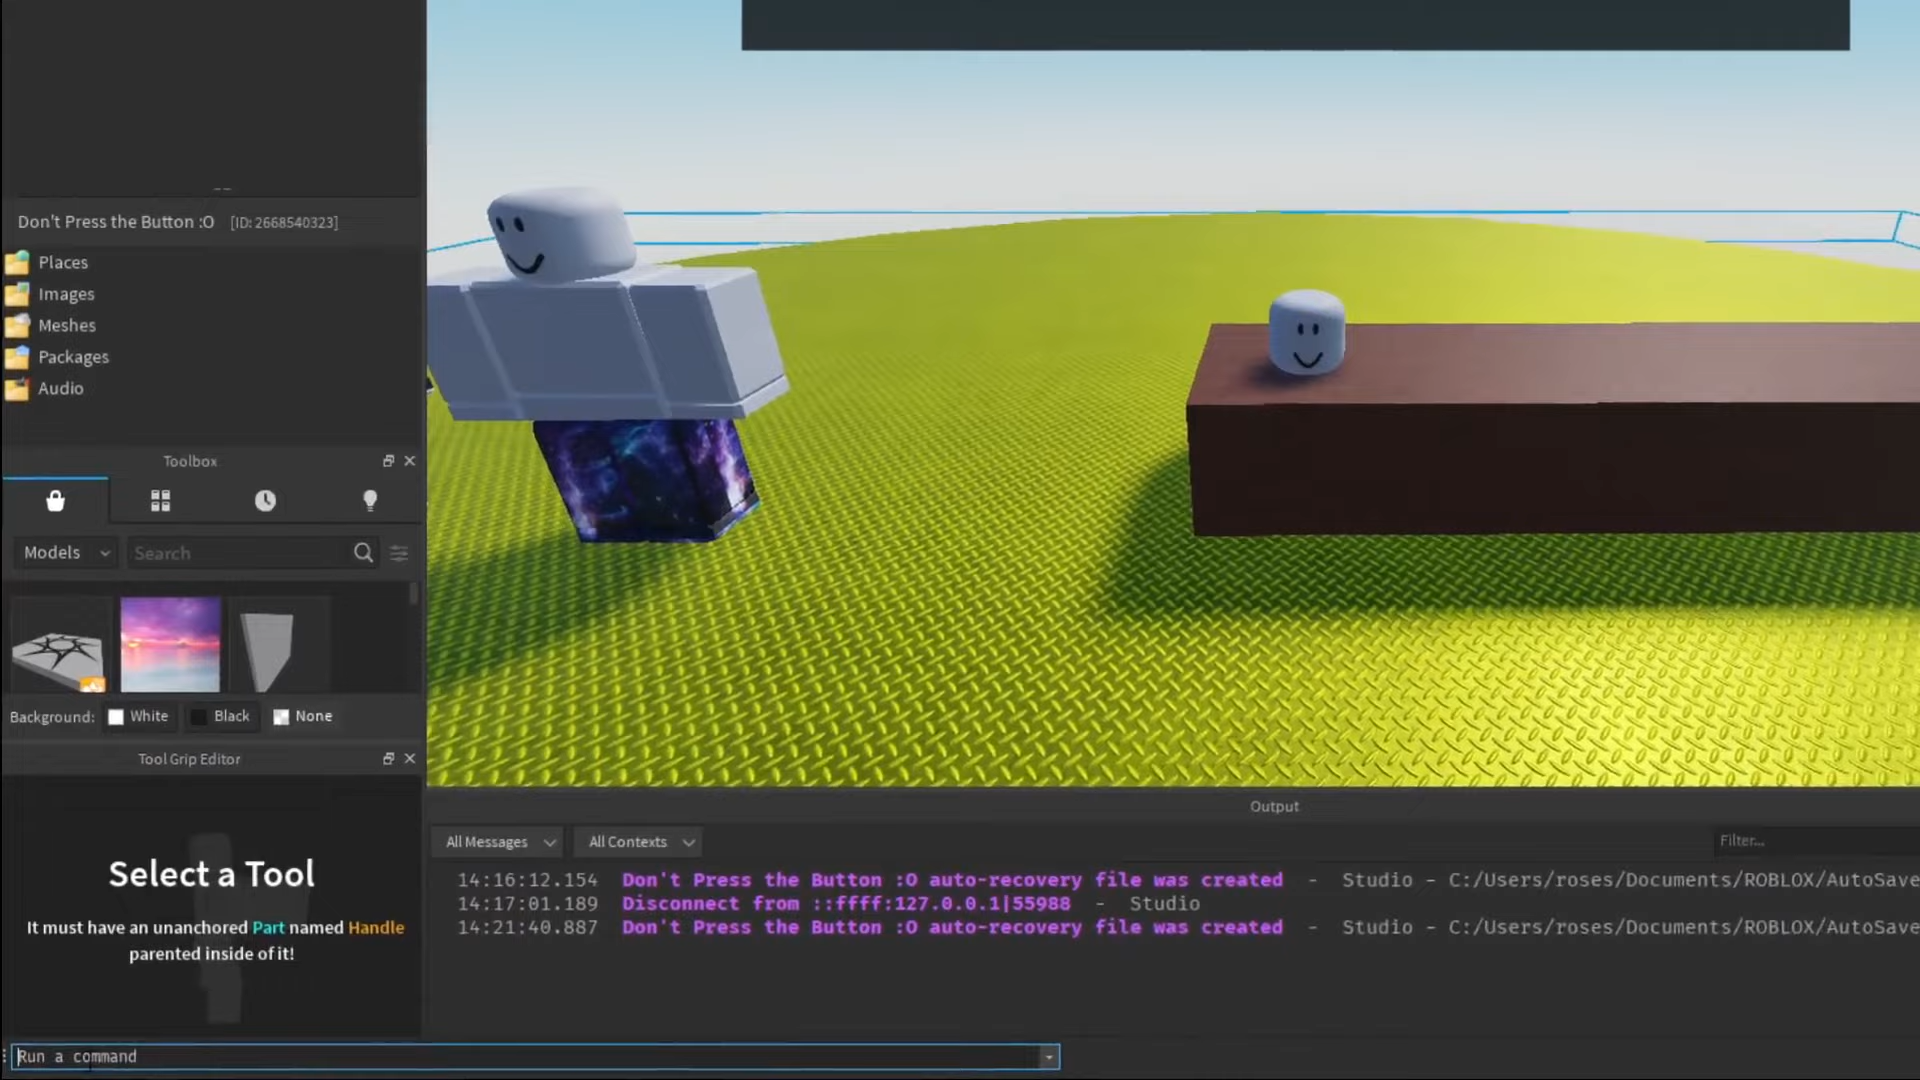 Don't Press the Button :O [ID: 2668540323]
Places
Images
Meshes
Packages
Audio
Toolbox
Models
Search
Background: White Black None
Tool Grip Editor
Select a Tool
It must have an unanchored Part named Handle
parented inside of it!
Output
All Messages All Contexts Filter...
14:16:12.154 Don't Press the Button :O auto-recovery file was created - Studio - C:/Users/roses/Documents/ROBLOX/AutoSave
14:17:01.189 Disconnect from ::ffff:127.0.0.1|55988 - Studio
14:21:40.887 Don't Press the Button :O auto-recovery file was created - Studio - C:/Users/roses/Documents/ROBLOX/AutoSave
Run a command